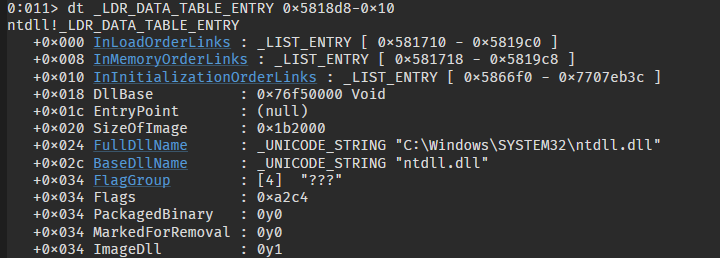 0:011> dt _LDR_DATA_TABLE_ENTRY 0×5818d8-0×10
ntdll!_LDR_DATA_TABLE_ENTRY
   +0×000 InLoadOrderLinks : _LIST_ENTRY [ 0×581710 - 0×5819c0 ]
   +0×008 InMemoryOrderLinks : _LIST_ENTRY [ 0×581718 - 0×5819c8 ]
   +0×010 InInitializationOrderLinks : _LIST_ENTRY [ 0×5866f0 - 0×7707eb3c ]
   +0×018 DllBase          : 0×76f50000 Void
   +0×01c EntryPoint       : (null)
   +0×020 SizeOfImage      : 0×1b2000
   +0×024 FullDllName      : _UNICODE_STRING "C:\Windows\SYSTEM32\ntdll.dll"
   +0×02c BaseDllName      : _UNICODE_STRING "ntdll.dll"
   +0×034 FlagGroup        : [4]  "???"
   +0×034 Flags            : 0×a2c4
   +0×034 PackagedBinary   : 0y0
   +0×034 MarkedForRemoval : 0y0
   +0×034 ImageDll         : 0y1